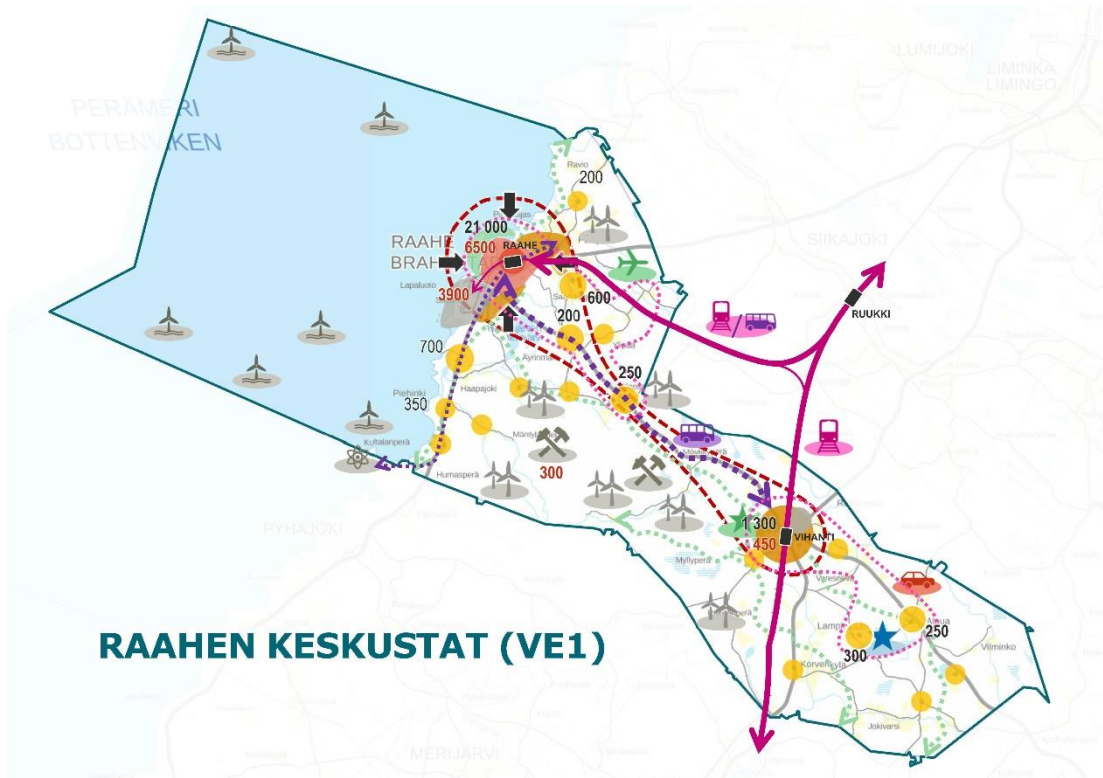 LUMIJOKI
LIMINKA
LIMINGO
PERÄMERI
BOTTENVIKEN
Ravio
200
21 000
6500
RAAHE
RAAHE
SIIKAJOKI
Lapaluoto
3900
600
200
RUUKKI
700
Haapajoki
250
Piehinki
350
Kultalanperä
300
Hurnasperä
PYHÄJOKI
1 300
450
VIHANTI
Myllyperä
Lampi
250
300
Vilminko
Korvenkylä
RAAHEN KESKUSTAT (VE1)
Jokivarsi
MERIJÄRVI